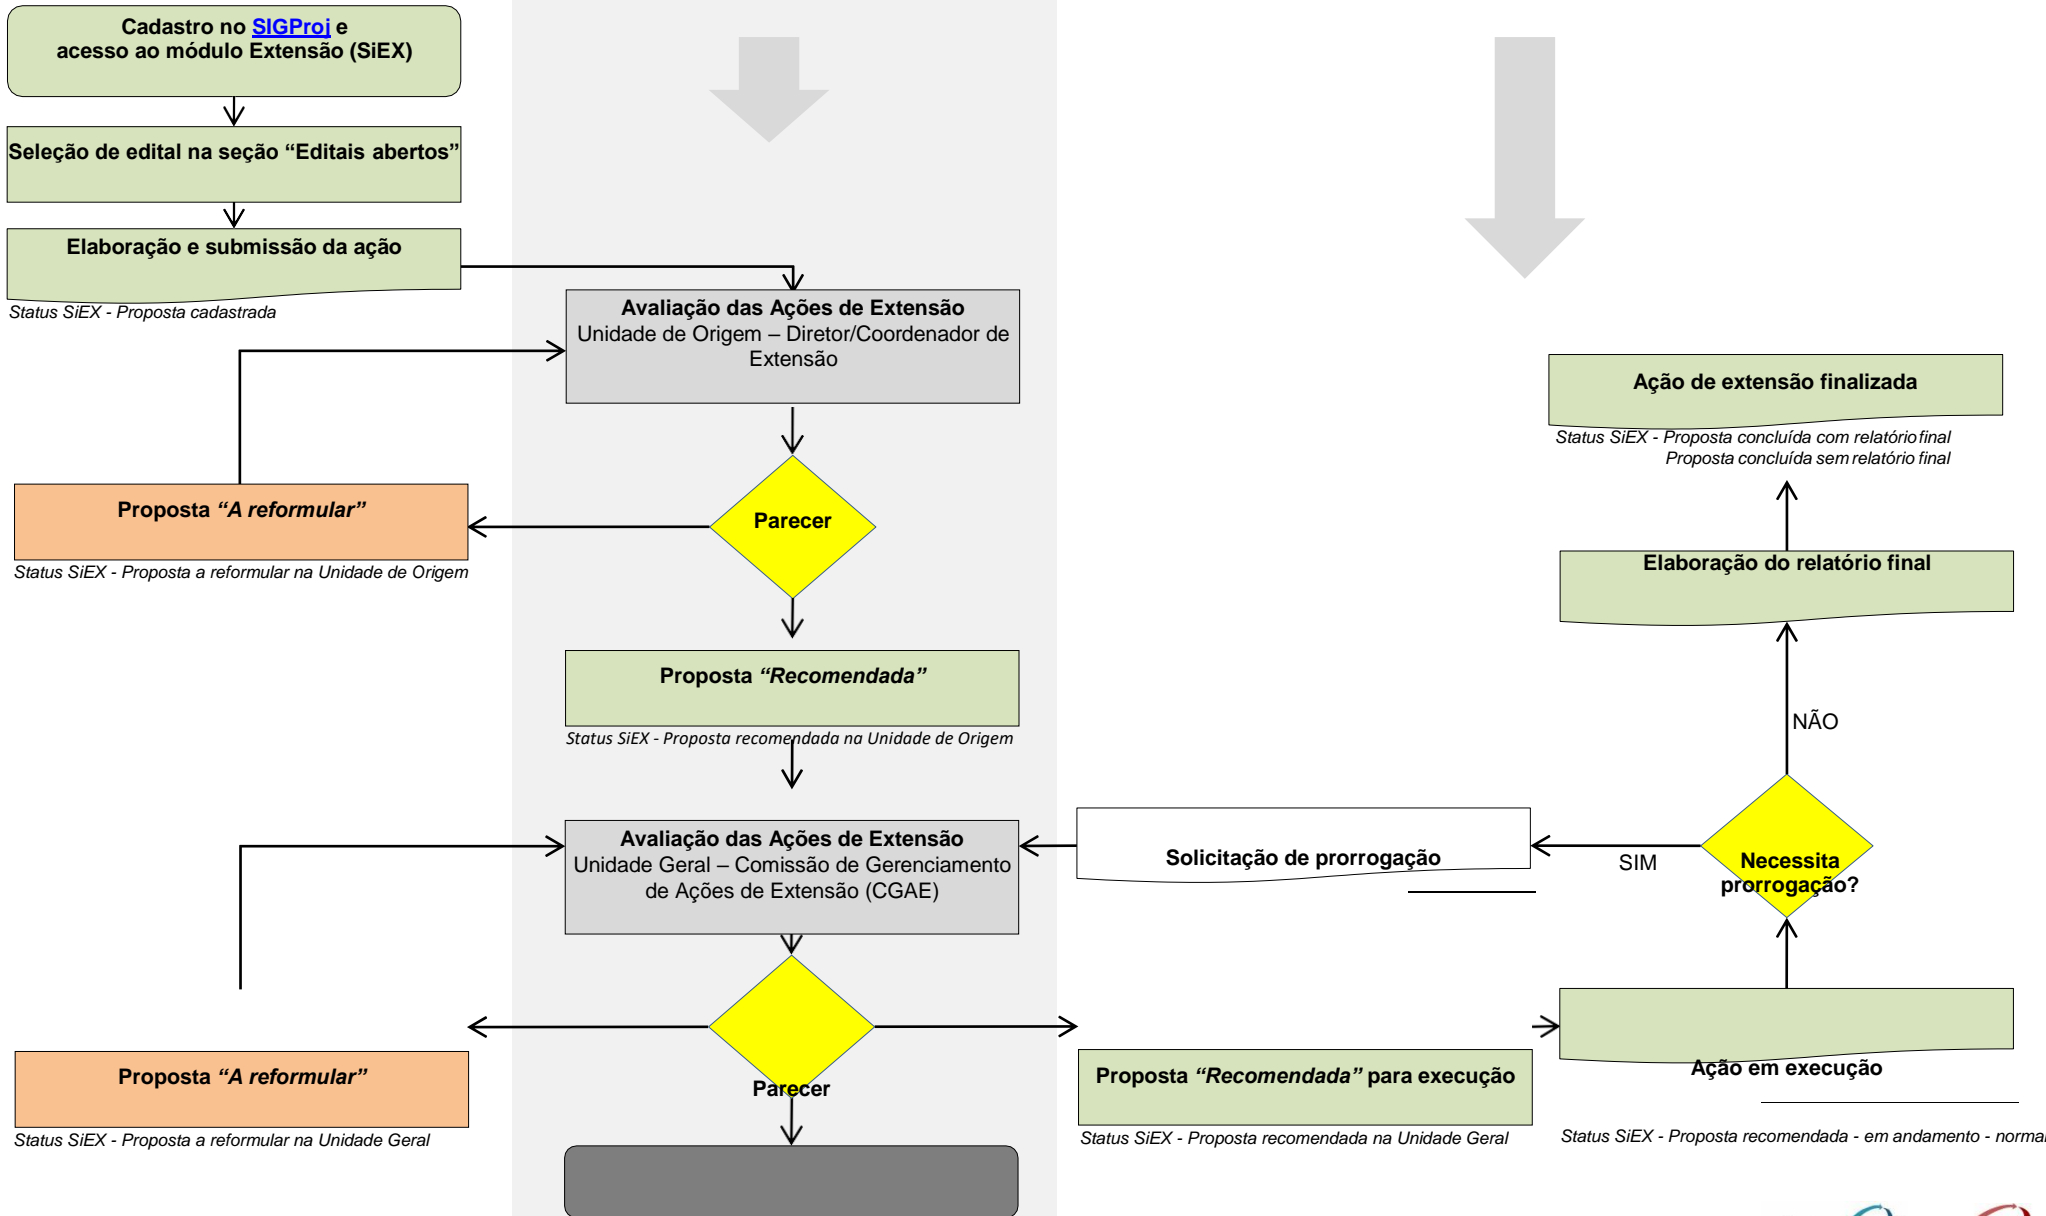 Cadastro no SIGProj e
acesso ao módulo Extensão (SiEX)
Seleção de edital na seção “Editais abertos”
Elaboração e submissão da ação
Status SiEX - Proposta cadastrada
Avaliação das Ações de Extensão
Unidade de Origem – Diretor/Coordenador de
Extensão
Parecer
Proposta “A reformular”
Status SiEX - Proposta a reformular na Unidade de Origem
Proposta “Recomendada”
Status SiEX - Proposta recomendada na Unidade de Origem
Avaliação das Ações de Extensão
Unidade Geral – Comissão de Gerenciamento
de Ações de Extensão (CGAE)
Parecer
Proposta “A reformular”
Status SiEX - Proposta a reformular na Unidade Geral
Proposta “Recomendada” para execução
Status SiEX - Proposta recomendada na Unidade Geral
Ação em execução
Status SiEX - Proposta recomendada - em andamento - normal
Necessita
prorrogação?
SIM
Solicitação de prorrogação
NÃO
Elaboração do relatório final
Ação de extensão finalizada
Status SiEX - Proposta concluída com relatório final
Proposta concluída sem relatório final